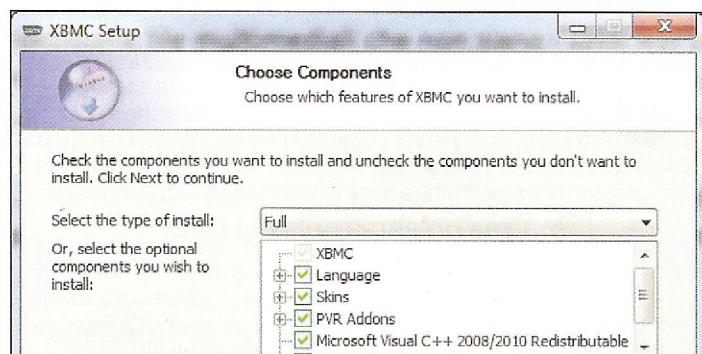 XBMC Setup
Choose Components
Choose which features of XBMC you want to install.
Check the components you want to install and uncheck the components you don't want to
install. Click Next to continue.
Select the type of install:
Full
Or, select the optional
components you wish to
install:
XBMC
Language
Skins
PVR Addons
Microsoft Visual C++ 2008/2010 Redistributable